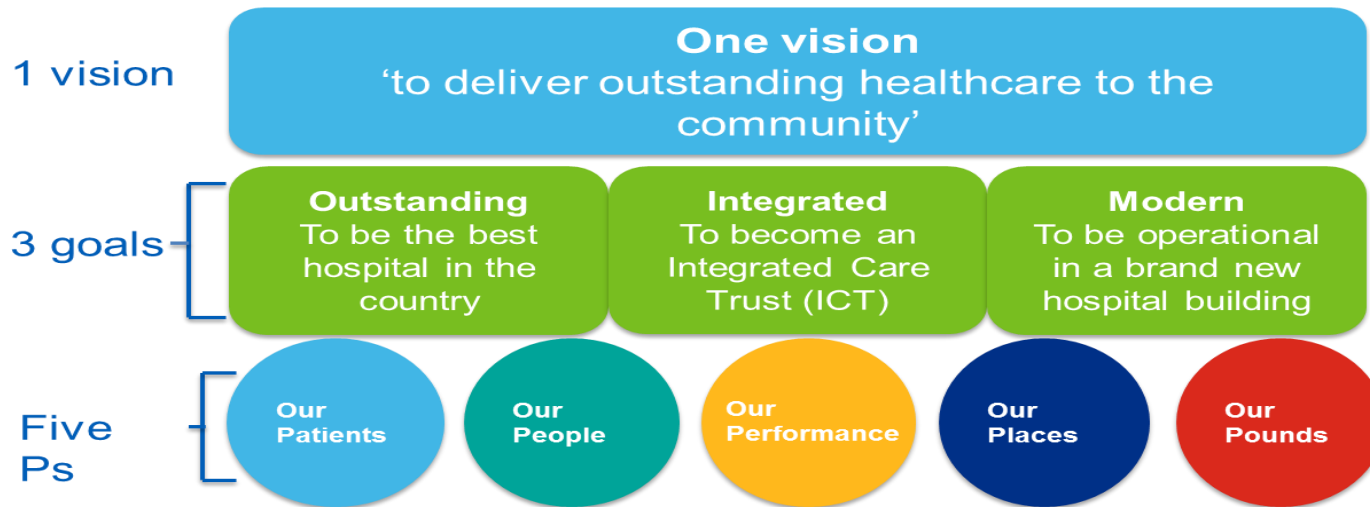 1 vision
One vision
‘to deliver outstanding healthcare to the
community’
3 goals
Outstanding
To be the best
hospital in the
country
Integrated
To become an
Integrated Care
Trust (ICT)
Modern
To be operational
in a brand new
hospital building
Five
Ps
Our
Patients
Our
People
Our
Performance
Our
Places
Our
Pounds